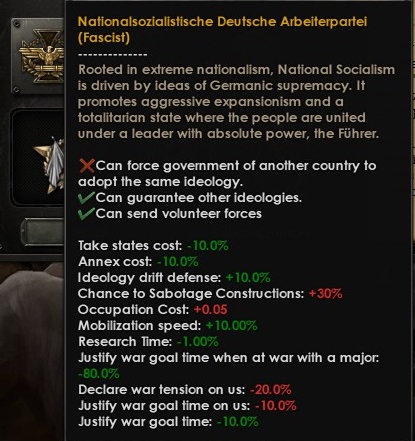 Nationalsozialistische Deutsche Arbeiterpartei
(Fascist)
--------------
Rooted in extreme nationalism, National Socialism
is driven by ideas of Germanic supremacy. It
promotes aggressive expansionism and a
totalitarian state where the people are united
under a leader with absolute power, the Führer.
Can force government of another country to
adopt the same ideology.
Can guarantee other ideologies.
Can send volunteer forces
Take states cost: -10.0%
Annex cost: -10.0%
Ideology drift defense: +10.0%
Chance to Sabotage Constructions: +30%
Occupation Cost: +0.05
Mobilization speed: +10.00%
Research Time: -1.00%
Justify war goal time when at war with a major:
-80.0%
Declare war tension on us: -20.0%
Justify war goal time on us: -10.0%
Justify war goal time: -10.0%